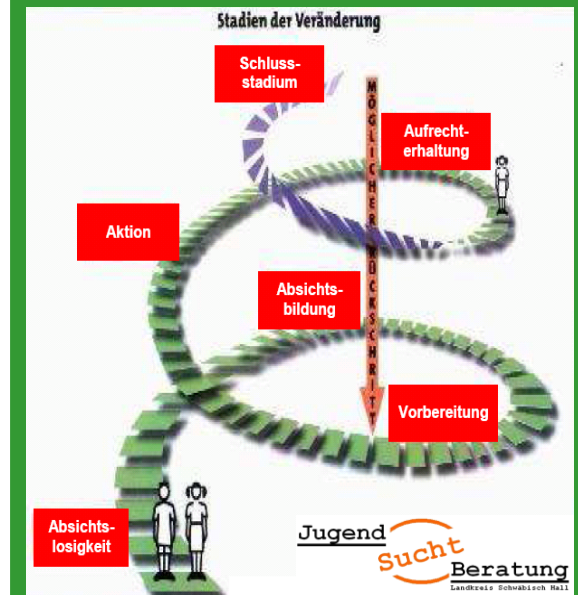 Stadien der Veränderung
Schluss-
stadium
MÖGLICHER RÜCKSCHRITT
Aufrecht-
erhaltung
Aktion
Absichts-
bildung
Vorbereitung
Absichts-
losigkeit
Jugend
Sucht
Beratung
Landkreis Schwäbisch Hall